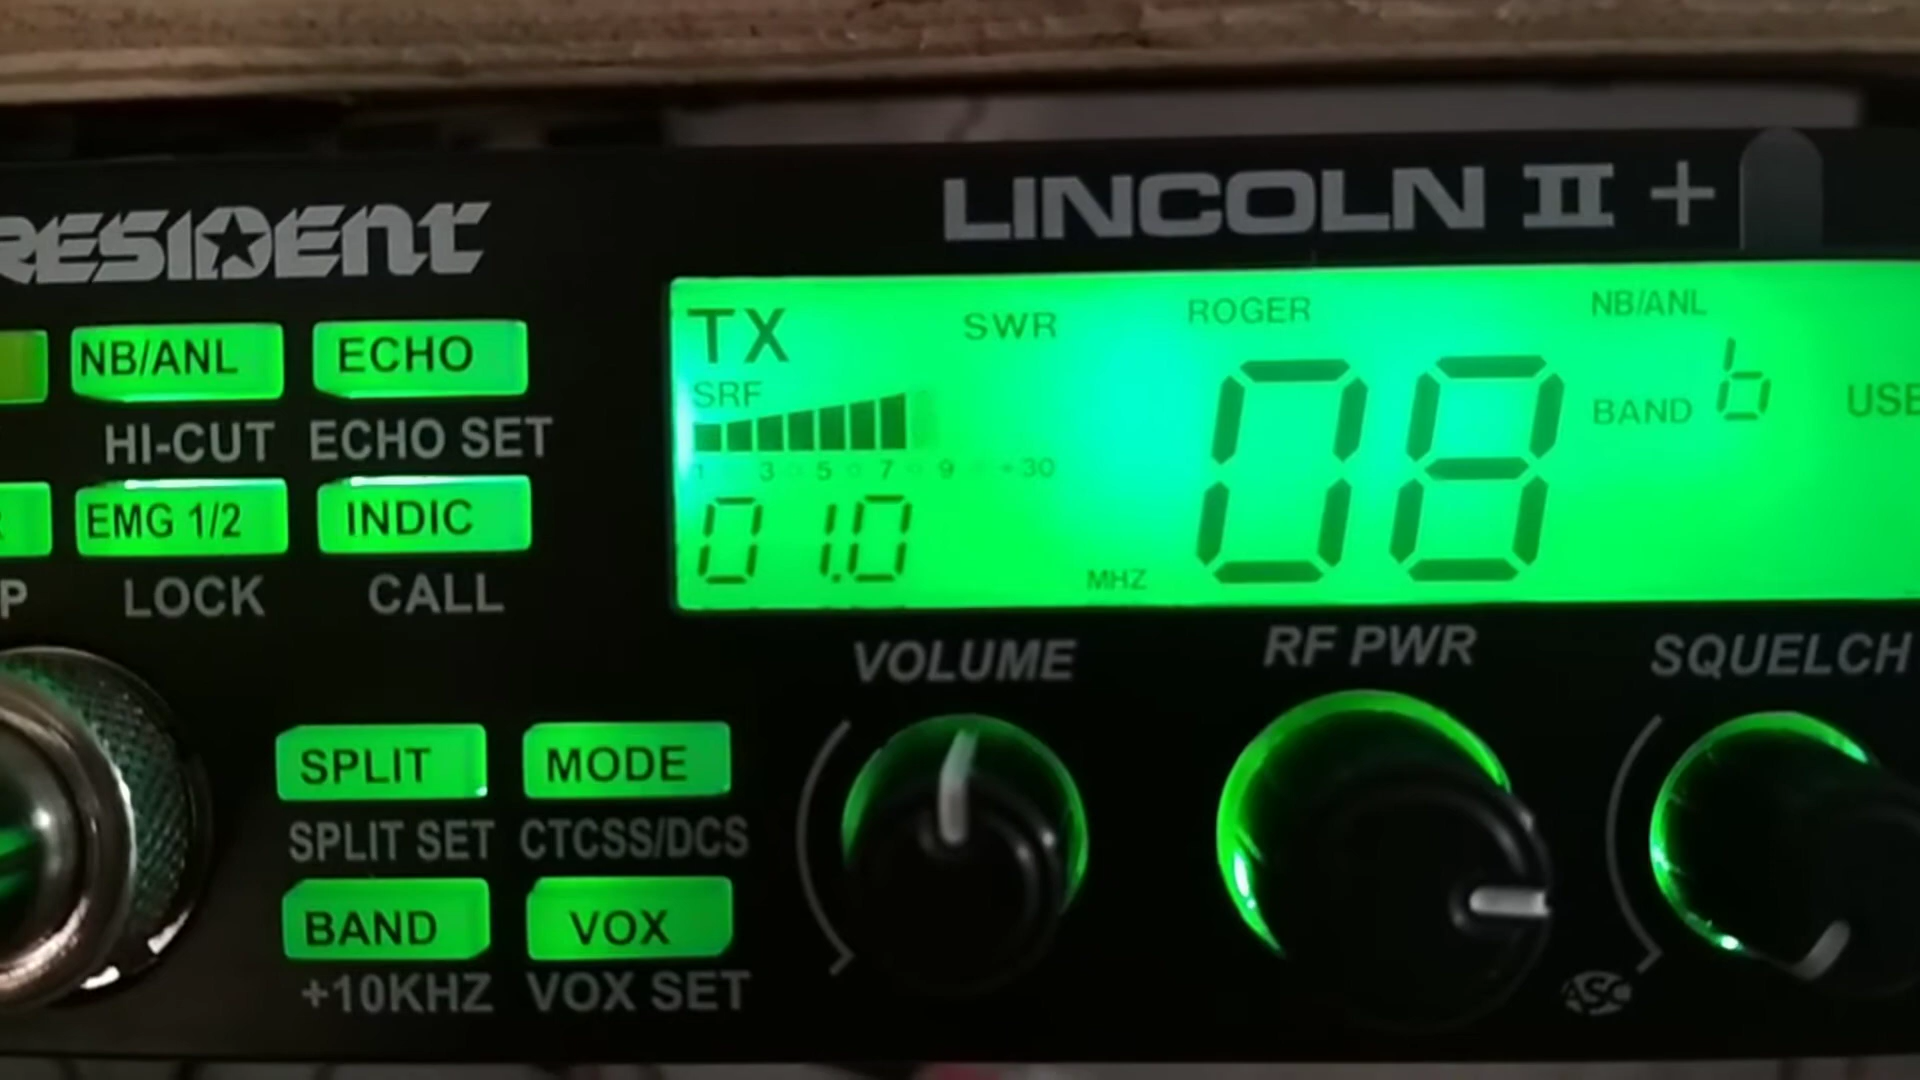 RESIDENT
LINCOLN II +
NB/ANL
ECHO
HI-CUT
ECHO SET
EMG 1/2
INDIC
P
LOCK
CALL
TX
SWR
ROGER
NB/ANL
SRF
08
BAND b
USB
1 3 5 7 9 +30
01.0
MHZ
VOLUME
RF PWR
SQUELCH
SPLIT
MODE
SPLIT SET
CTCSS/DCS
BAND
VOX
+10KHZ
VOX SET
ASC